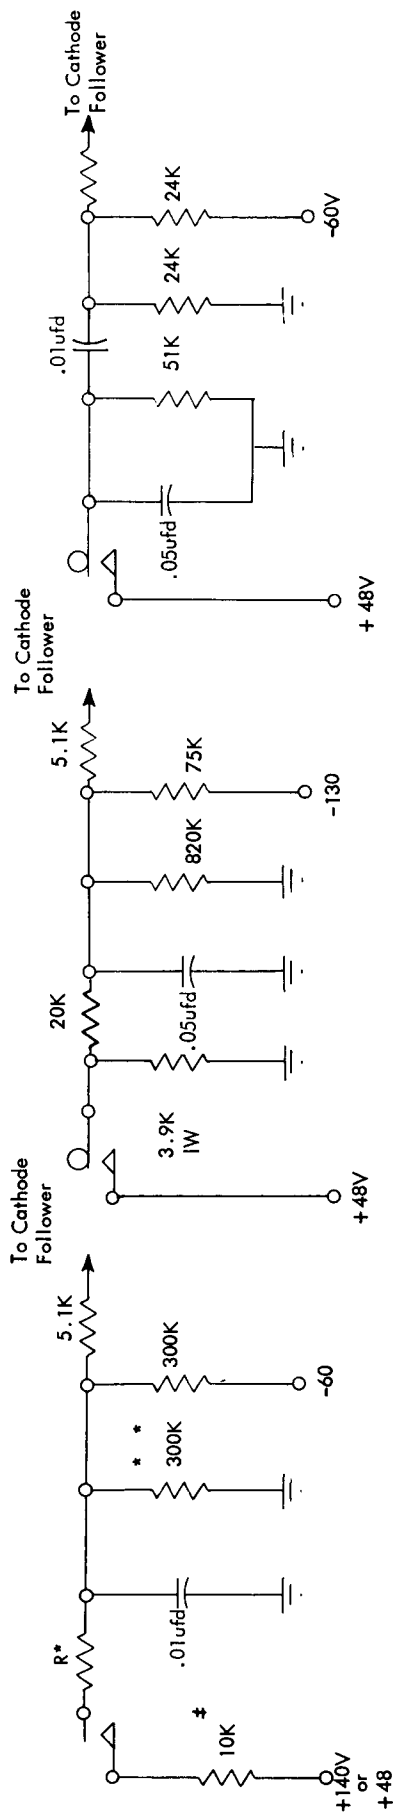 R*
5.1K
To Cathode
Follower
.01ufd
* *
300K
300K
‡
10K
+140V
or
+48
-60
20K
5.1K
To Cathode
Follower
3.9K
IW
.05ufd
820K
75K
+48V
-130
.01ufd
To Cathode
Follower
.05ufd
51K
24K
24K
+48V
-60V